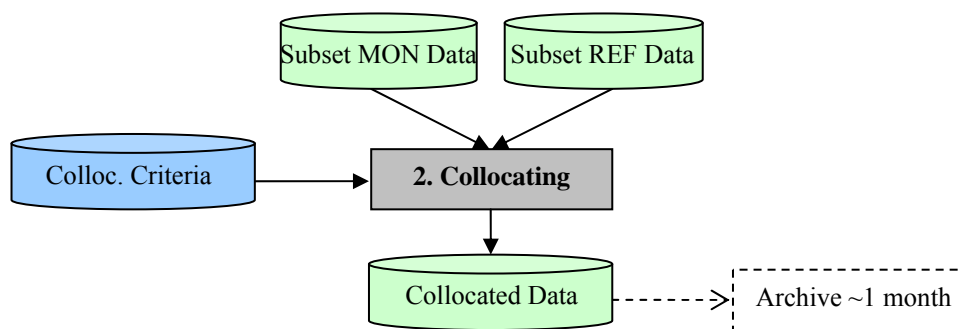 Subset MON Data
Subset REF Data
Colloc. Criteria
2. Collocating
Collocated Data
Archive ~1 month